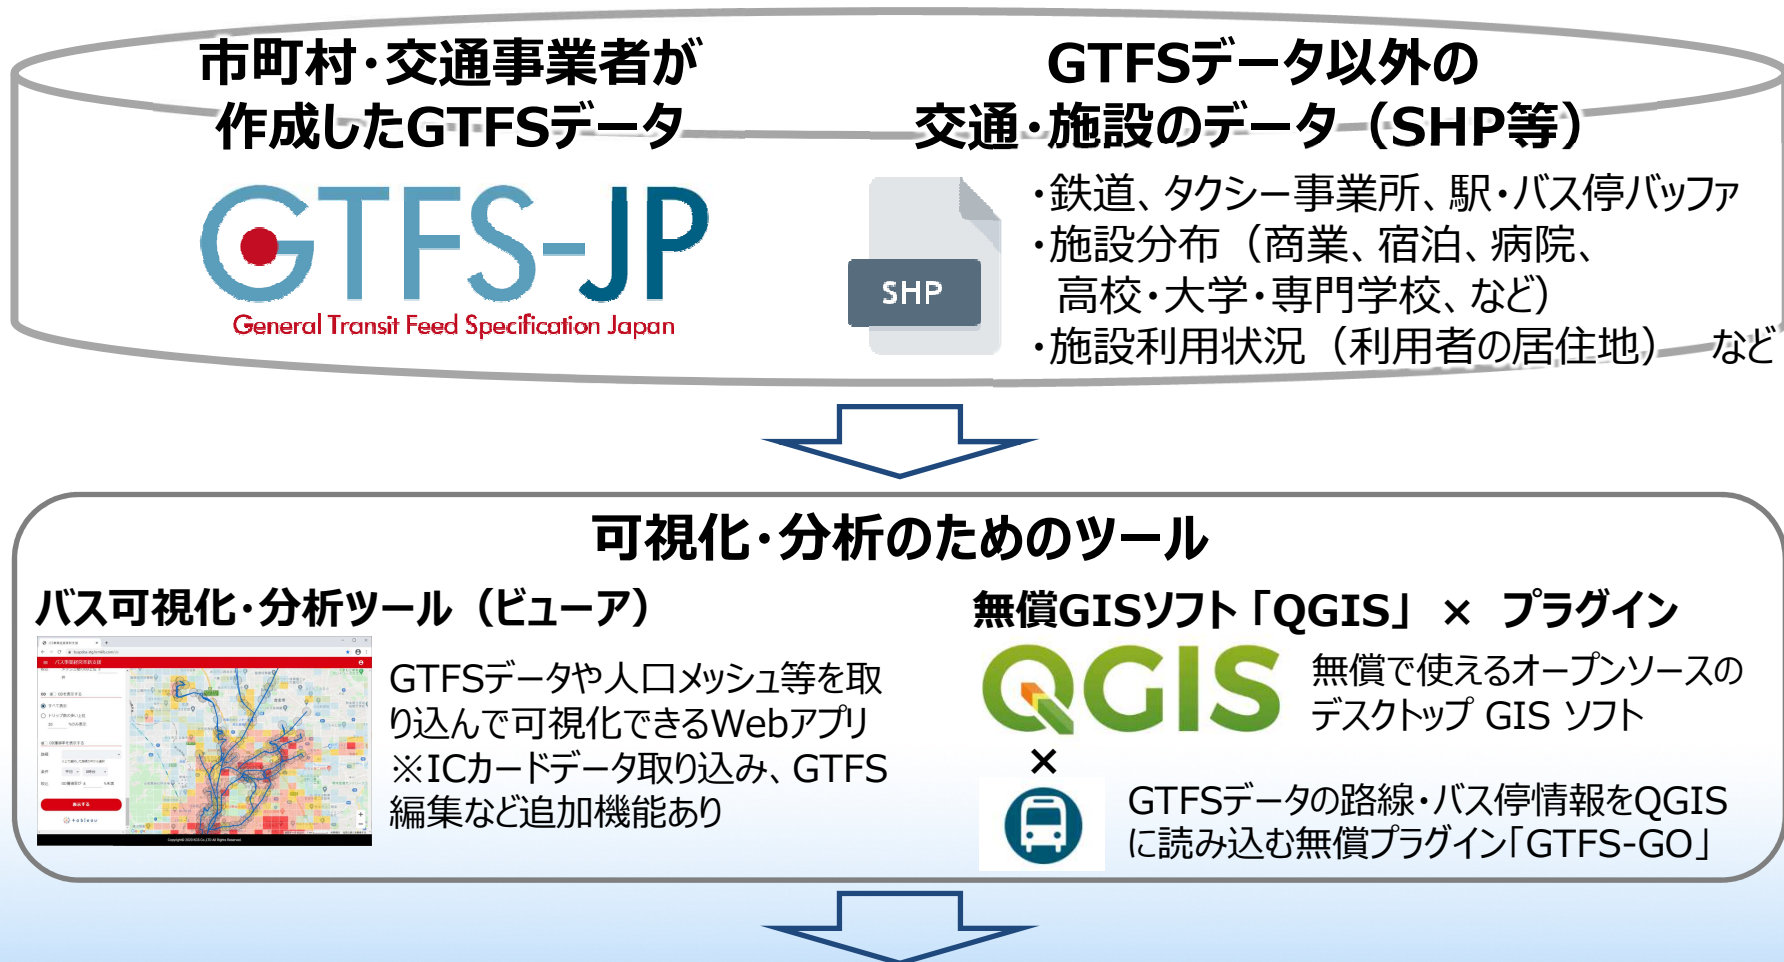 市町村・交通事業者が
作成したGTFSデータ
GTFS-JP
General Transit Feed Specification Japan
GTFSデータ以外の
交通・施設のデータ（SHP等）
SHP
・鉄道、タクシー事業所、駅・バス停バッファ
・施設分布（商業、宿泊、病院、
高校・大学・専門学校、など）
・施設利用状況（利用者の居住地）　など
可視化・分析のためのツール
バス可視化・分析ツール（ビューア）
GTFSデータや人口メッシュ等を取
り込んで可視化できるWebアプリ
※ICカードデータ取り込み、GTFS
編集など追加機能あり
無償GISソフト「QGIS」 × プラグイン
QGIS
無償で使えるオープンソースの
デスクトップ GIS ソフト
×
GTFSデータの路線・バス停情報をQGIS
に読み込む無償プラグイン「GTFS-GO」
表示する
+ableau